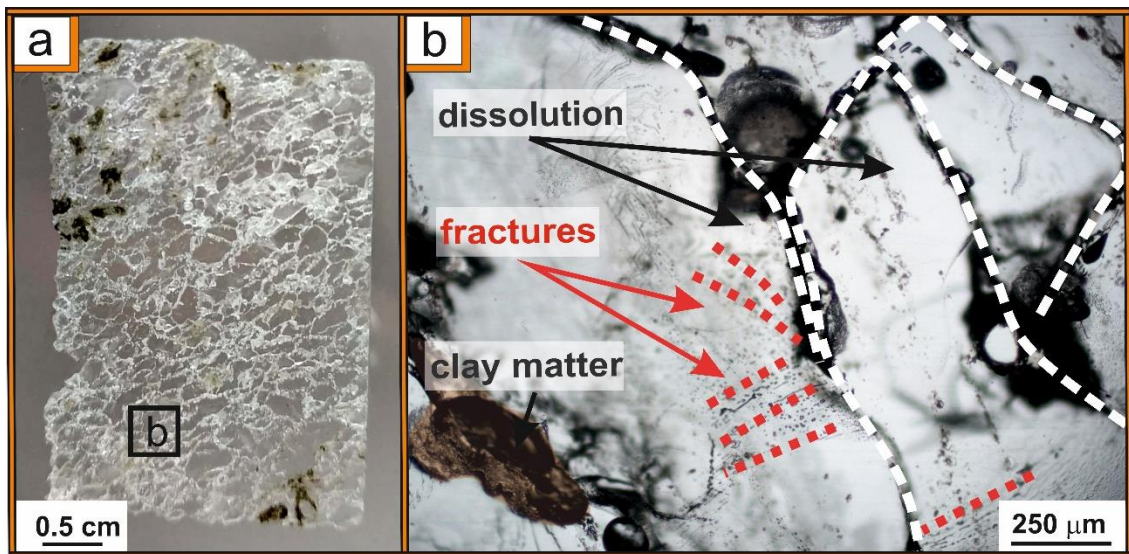 a
b
0.5 cm
b
dissolution
fractures
clay matter
250 μm